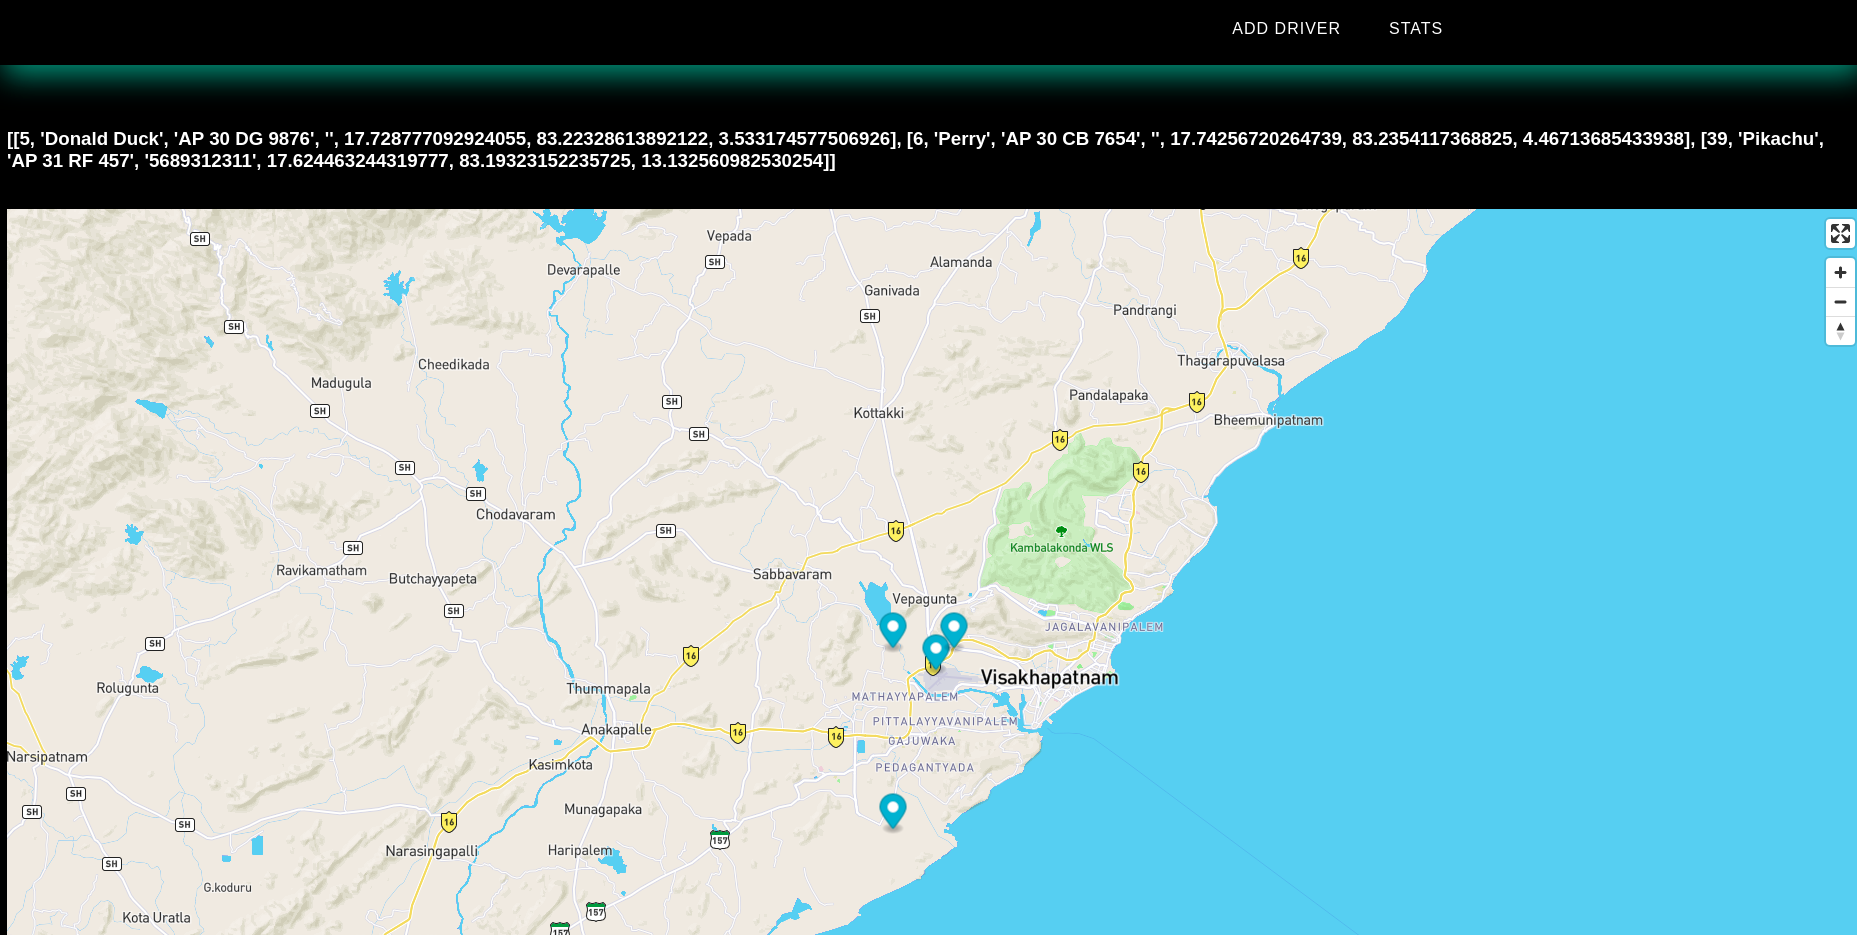 ADD DRIVER STATS
[[5, 'Donald Duck', 'AP 30 DG 9876', '', 17.728777092924055, 83.22328613892122, 3.533174577506926], [6, 'Perry', 'AP 30 CB 7654', '', 17.74256720264739, 83.2354117368825, 4.46713685433938], [39, 'Pikachu',
'AP 31 RF 457', '5689312311', 17.624463244319777, 83.19323152235725, 13.132560982530254]]
SH
Vepada
SH
Devarapalle
Alamanda
16
Ganivada
SH
Pandrangi
SH
Thagarapuvalasa
Cheedikada
Madugula
Pandalapaka
SH
SH
16
Kottakki
Bheemunipatnam
SH
16
SH
16
SH
Chodavaram
SH
16
SH
Kambalakonda WLS
Ravikamatham
Butchayyapeta
Sabbavaram
SH
Vepagunta
JAGALAVANIPALEM
SH
16
Visakhapatnam
Rolugunta
Thummapala
MATHAYYAPALEM
PITTALAYYAVANIPALEM
Anakapalle
16
16
GAJUWAKA
Narsipatnam
Kasimkota
PEDAGANTYADA
SH
SH
Munagapaka
SH
16
157
Narasingapalli
Haripalem
SH
G.koduru
157
Kota Uratla
157